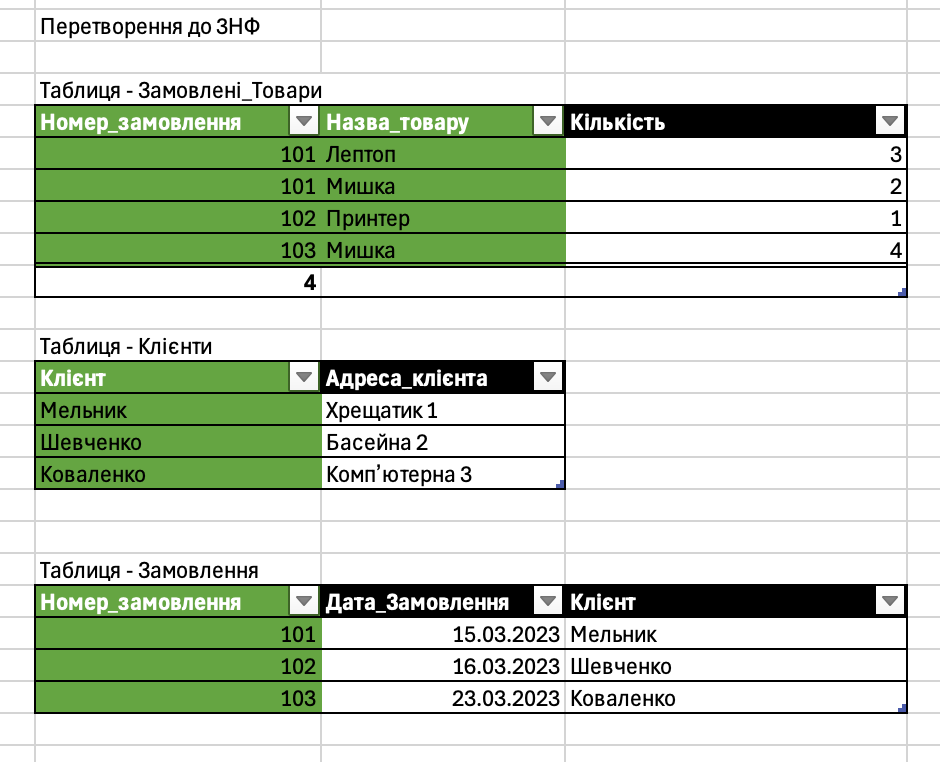 Перетворення до 3НФ
Таблиця - Замовлені_Товари
Номер_замовлення Назва_товару Кількість
101 Лептоп 3
101 Мишка 2
102 Принтер 1
103 Мишка 4
4
Таблиця - Клієнти
Клієнт Адреса_клієнта
Мельник Хрещатик 1
Шевченко Басейна 2
Коваленко Комп’ютерна 3
Таблиця - Замовлення
Номер_замовлення Дата_Замовлення Клієнт
101 15.03.2023 Мельник
102 16.03.2023 Шевченко
103 23.03.2023 Коваленко